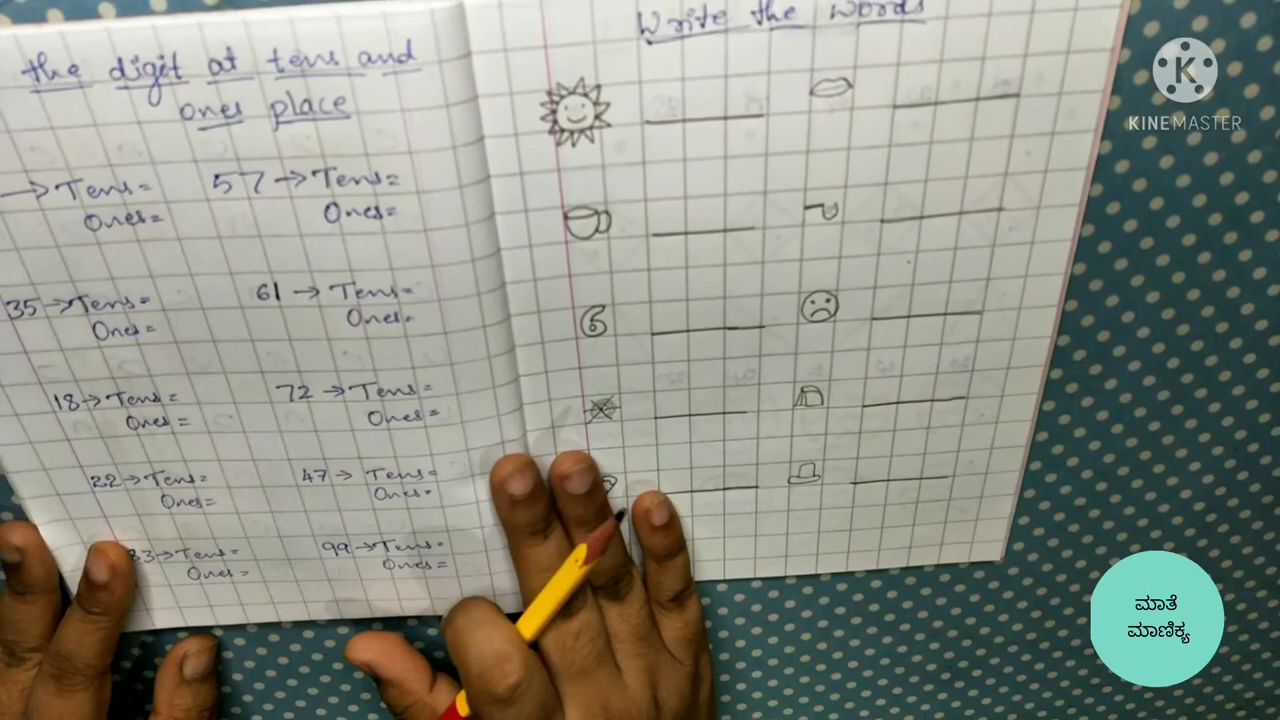 the digit at tens and
ones place
→ Tens=
Ones=
57 → Tens=
Ones=
35 → Tens=
Ones=
61 → Tens=
Ones=
18 → Tens=
Ones=
72 → Tens=
Ones=
22 → Tens=
Ones=
47 → Tens=
Ones=
33 → Tens=
Ones=
99 → Tens=
Ones=
Write the words
6
K
KINEMASTER
ಮಾತೆ
ಮಾಣಿಕ್ಯ